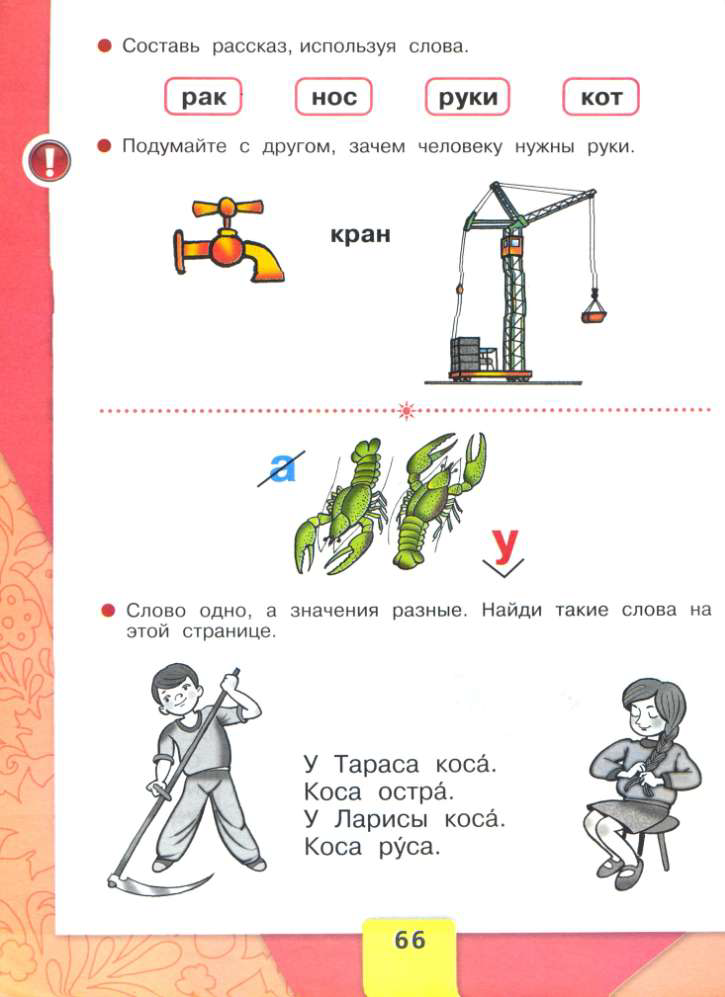 ● Составь рассказ, используя слова.
рак нос руки кот
! ● Подумайте с другом, зачем человеку нужны руки.
кран
а
у
● Слово одно, а значения разные. Найди такие слова на
этой странице.
У Тараса коса́.
Коса остра́.
У Ларисы коса́.
Коса ру́са.
66